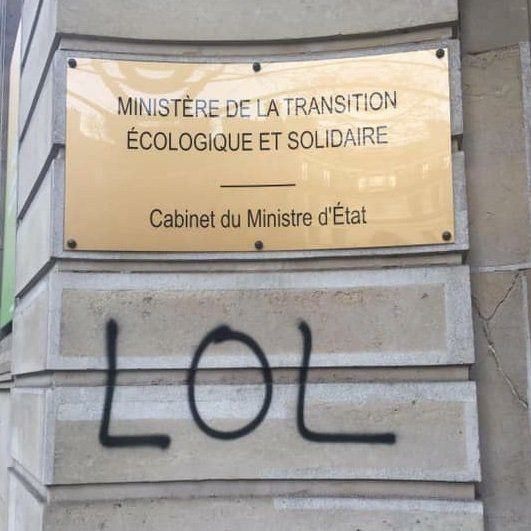 MINISTÈRE DE LA TRANSITION
ÉCOLOGIQUE ET SOLIDAIRE
Cabinet du Ministre d'État
LOL